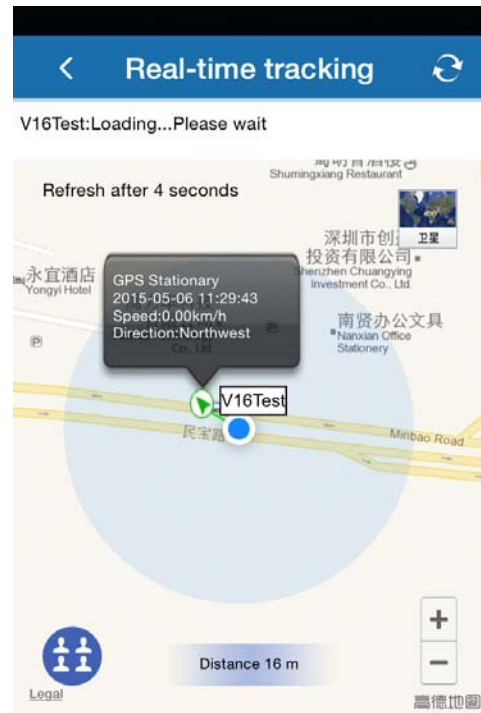 Real-time tracking
V16Test:Loading...Please wait
Refresh after 4 seconds
Shumingxiang Restaurant
卫星
深圳市创
投资有限公司
Shenzhen Chuangying
Investment Co., Ltd
永宜酒店
Yongyi Hotel
GPS Stationary
2015-05-06 11:29:43
Speed:0.00km/h
Direction:Northwest
Co., Ltd
P
P
南贤办公文具
Nanxian Office
Stationery
V16Test
民宝路
Minbao Road
+
Distance 16 m
−
Legal
高德地图